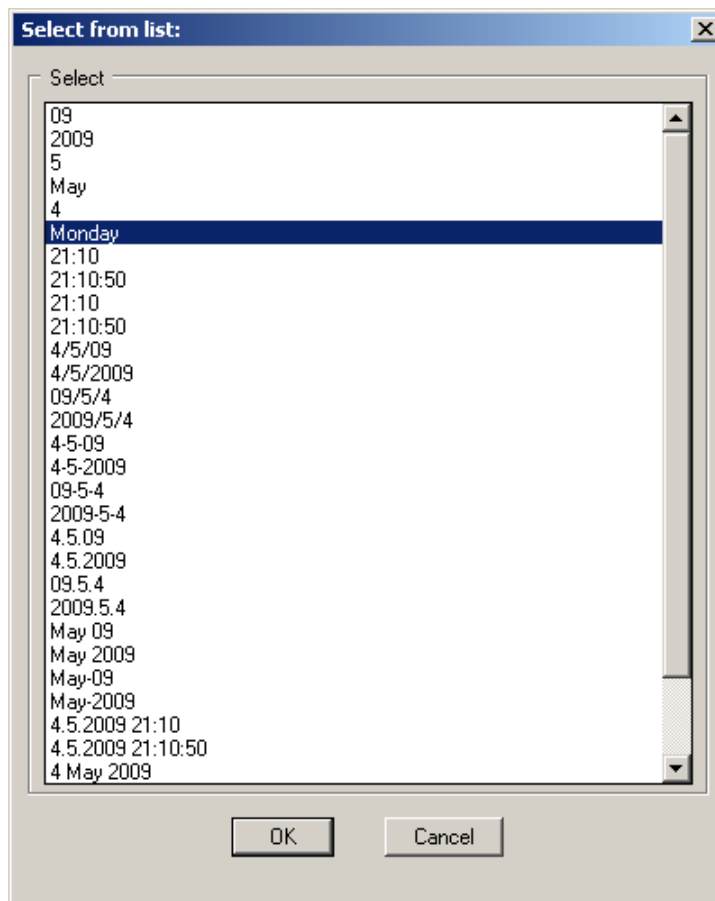 Select from list:
Select
09
2009
5
May
4
Monday
21:10
21:10:50
21:10
21:10:50
4/5/09
4/5/2009
09/5/4
2009/5/4
4-5-09
4-5-2009
09-5-4
2009-5-4
4.5.09
4.5.2009
09.5.4
2009.5.4
May 09
May 2009
May-09
May-2009
4.5.2009 21:10
4.5.2009 21:10:50
4 May 2009
OK
Cancel